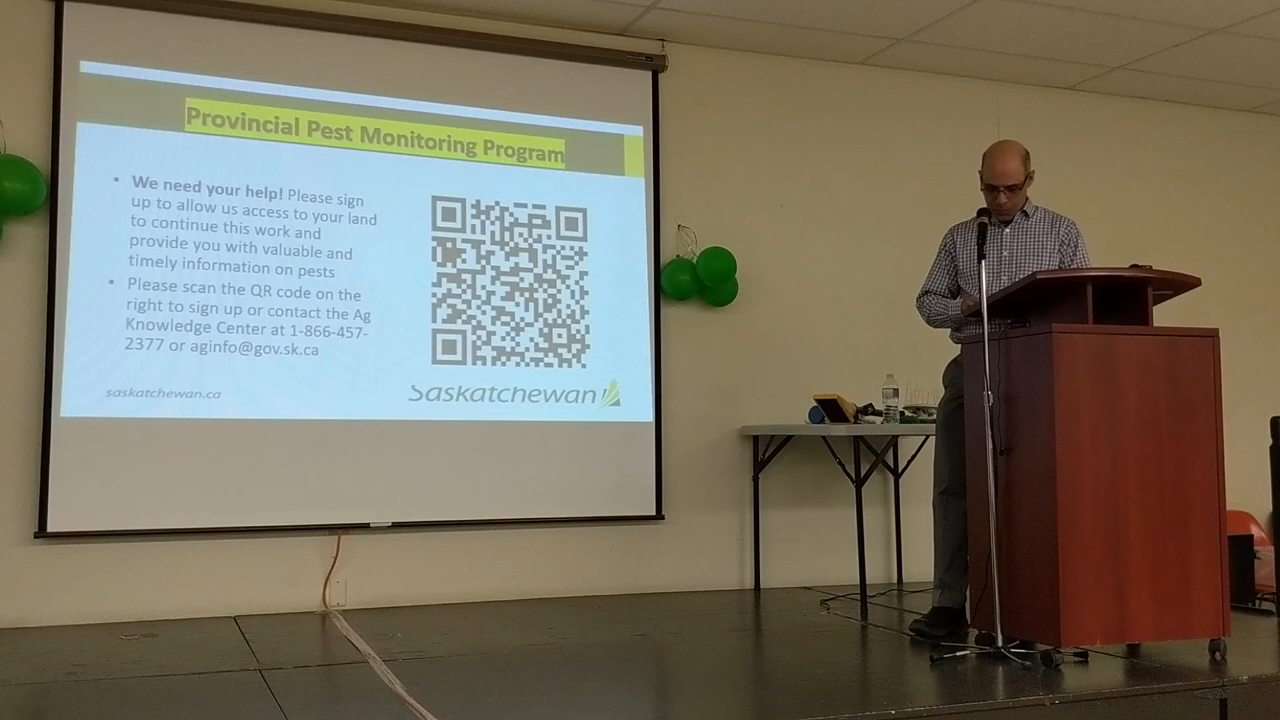 Provincial Pest Monitoring Program
• We need your help! Please sign
up to allow us access to your land
to continue this work and
provide you with valuable and
timely information on pests
• Please scan the QR code on the
right to sign up or contact the Ag
Knowledge Center at 1-866-457-
2377 or aginfo@gov.sk.ca
saskatchewan.ca
Saskatchewan